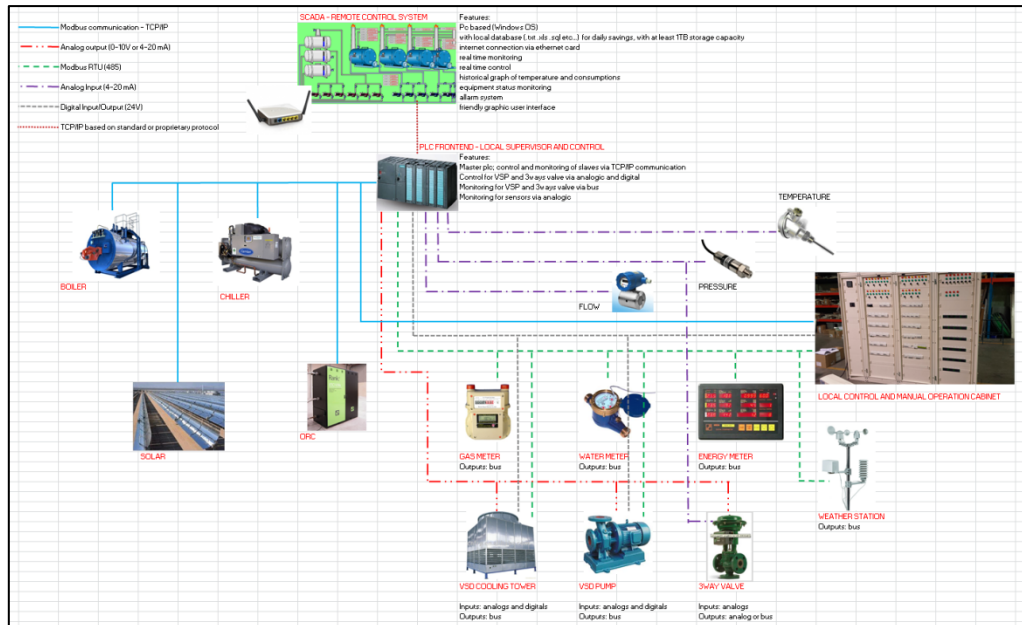 Modbus communication - TCP/IP
Analog output (0-10V or 4-20 mA)
Modbus RTU (485)
Analog Input (4-20 mA)
Digital Input/Output (24V)
TCP/IP based on standard or proprietary protocol
SCADA - REMOTE CONTROL SYSTEM
Features:
Pc based (Windows OS)
with local database (.txt .xls .sql etc...) for daily savings, with at least 1TB storage capacity
internet connection via ethernet card
real time monitoring
real time control
historical graph of temperature and consumptions
equipment status monitoring
allarm system
friendly graphic user interface
PLC FRONTEND - LOCAL SUPERVISOR AND CONTROL
Features:
Master plc; control and monitoring of slaves via TCP/IP communication
Control for VSP and 3ways valve via analogic and digital
Monitoring for VSP and 3ways valve via bus
Monitoring for sensors via analogic
TEMPERATURE
PRESSURE
FLOW
BOILER
CHILLER
SOLAR
ORC
LOCAL CONTROL AND MANUAL OPERATION CABINET
GAS METER
Outputs: bus
WATER METER
Outputs: bus
ENERGY METER
Outputs: bus
WEATHER STATION
Outputs: bus
VSD COOLING TOWER
Inputs: analogs and digitals
Outputs: bus
VSD PUMP
Inputs: analogs and digitals
Outputs: bus
3WAY VALVE
Inputs: analogs
Outputs: analog or bus